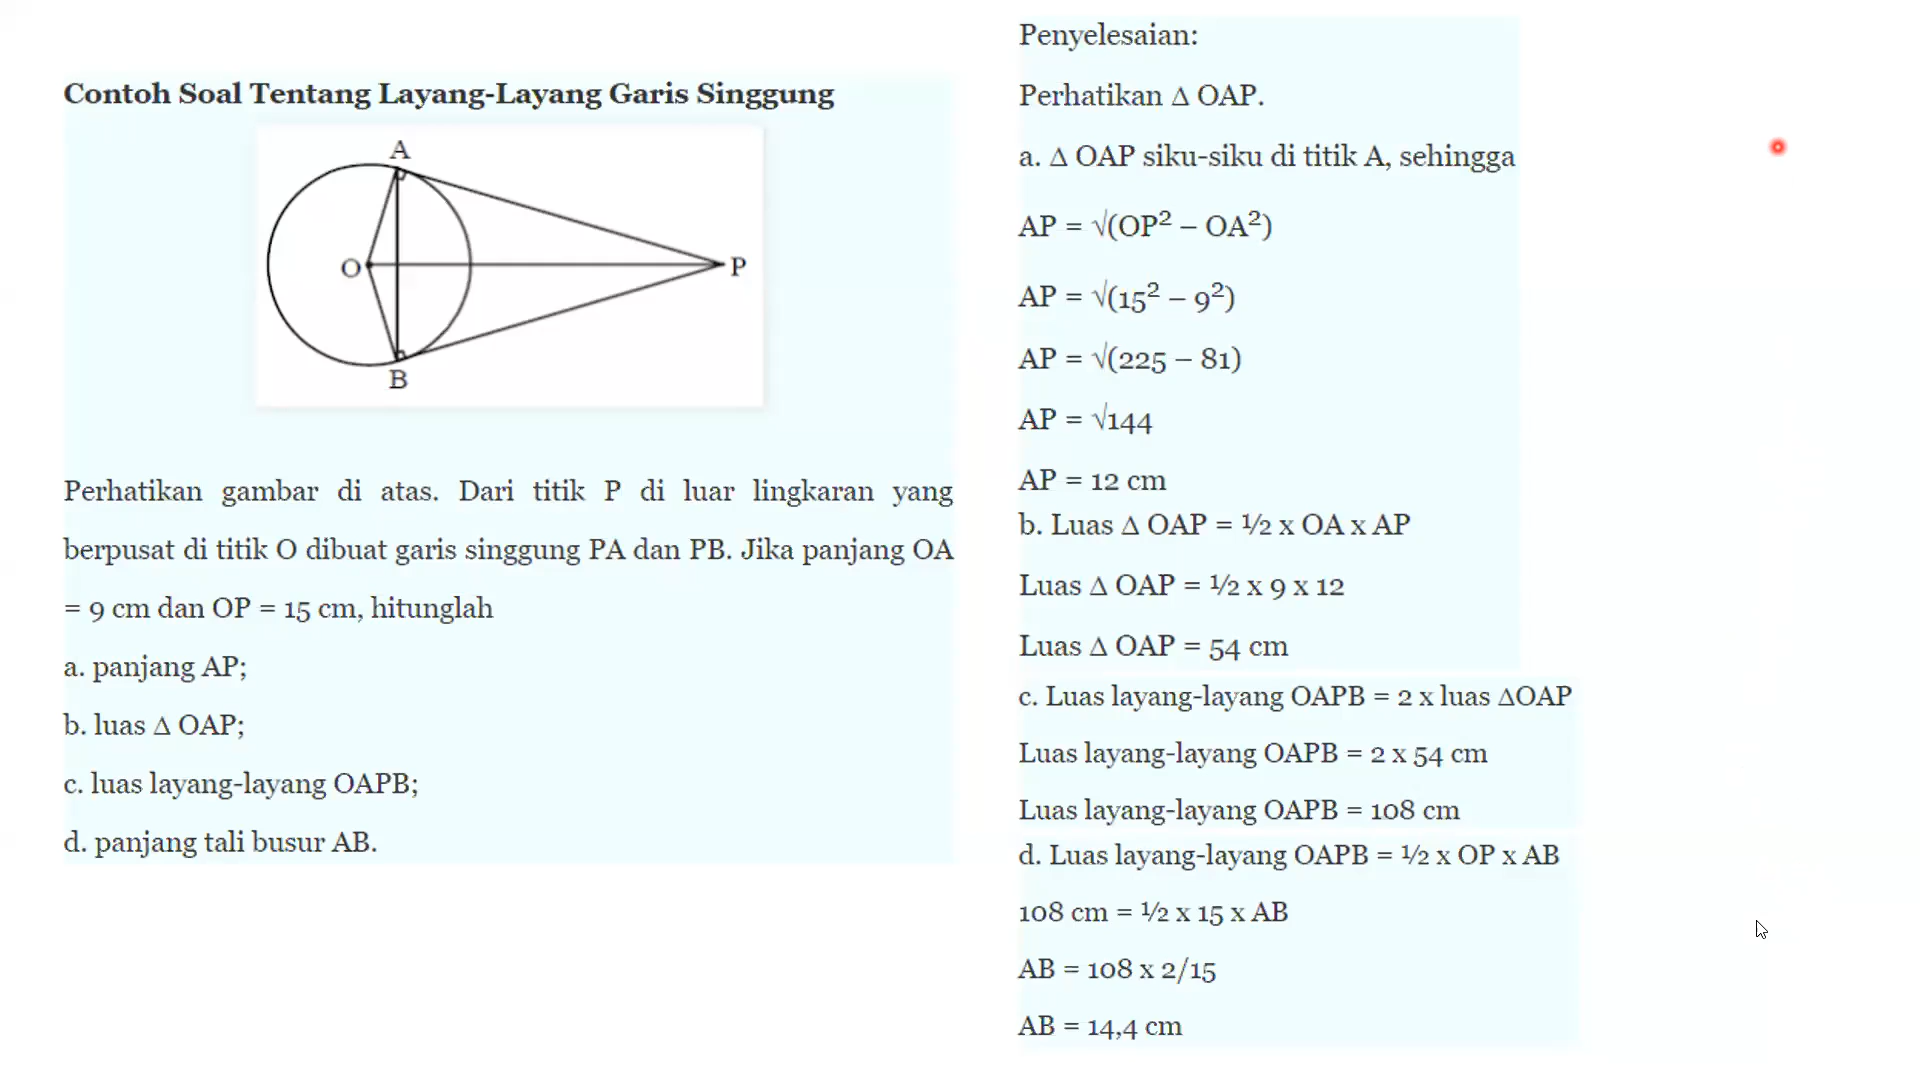 Contoh Soal Tentang Layang-Layang Garis Singgung
A
O
P
B
Perhatikan gambar di atas. Dari titik P di luar lingkaran yang
berpusat di titik O dibuat garis singgung PA dan PB. Jika panjang OA
= 9 cm dan OP = 15 cm, hitunglah
a. panjang AP;
b. luas Δ OAP;
c. luas layang-layang OAPB;
d. panjang tali busur AB.
Penyelesaian:
Perhatikan Δ OAP.
a. Δ OAP siku-siku di titik A, sehingga
AP = √(OP² – OA²)
AP = √(15² – 9²)
AP = √(225 – 81)
AP = √144
AP = 12 cm
b. Luas Δ OAP = ½ x OA x AP
Luas Δ OAP = ½ x 9 x 12
Luas Δ OAP = 54 cm
c. Luas layang-layang OAPB = 2 x luas ΔOAP
Luas layang-layang OAPB = 2 x 54 cm
Luas layang-layang OAPB = 108 cm
d. Luas layang-layang OAPB = ½ x OP x AB
108 cm = ½ x 15 x AB
AB = 108 x 2/15
AB = 14,4 cm